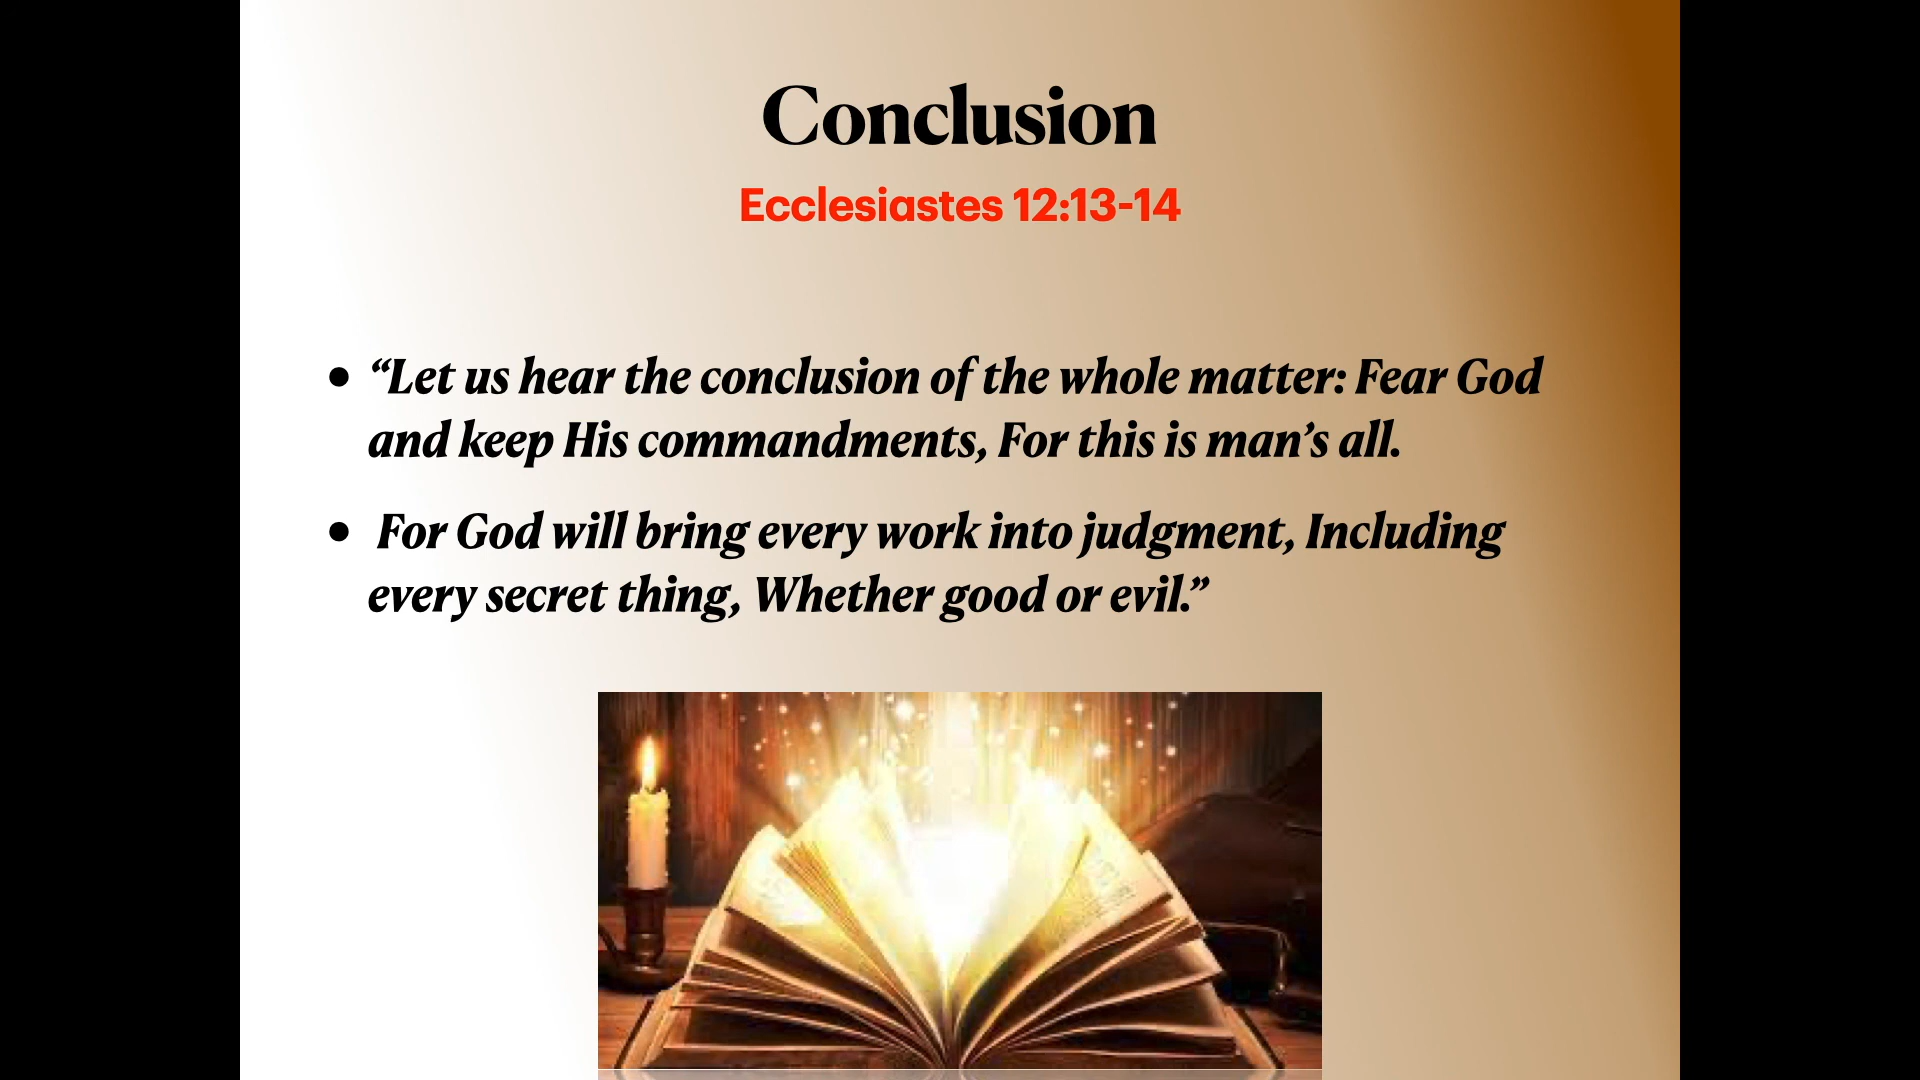 Conclusion
Ecclesiastes 12:13-14
• “Let us hear the conclusion of the whole matter: Fear God
and keep His commandments, For this is man’s all.
• For God will bring every work into judgment, Including
every secret thing, Whether good or evil.”